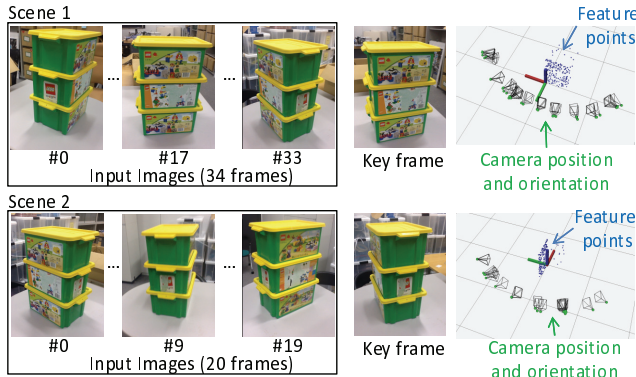 Scene 1
... ...
#0 #17 #33
Input Images (34 frames)
Key frame
Feature
points
Camera position
and orientation
Scene 2
... ...
#0 #9 #19
Input Images (20 frames)
Key frame
Feature
points
Camera position
and orientation